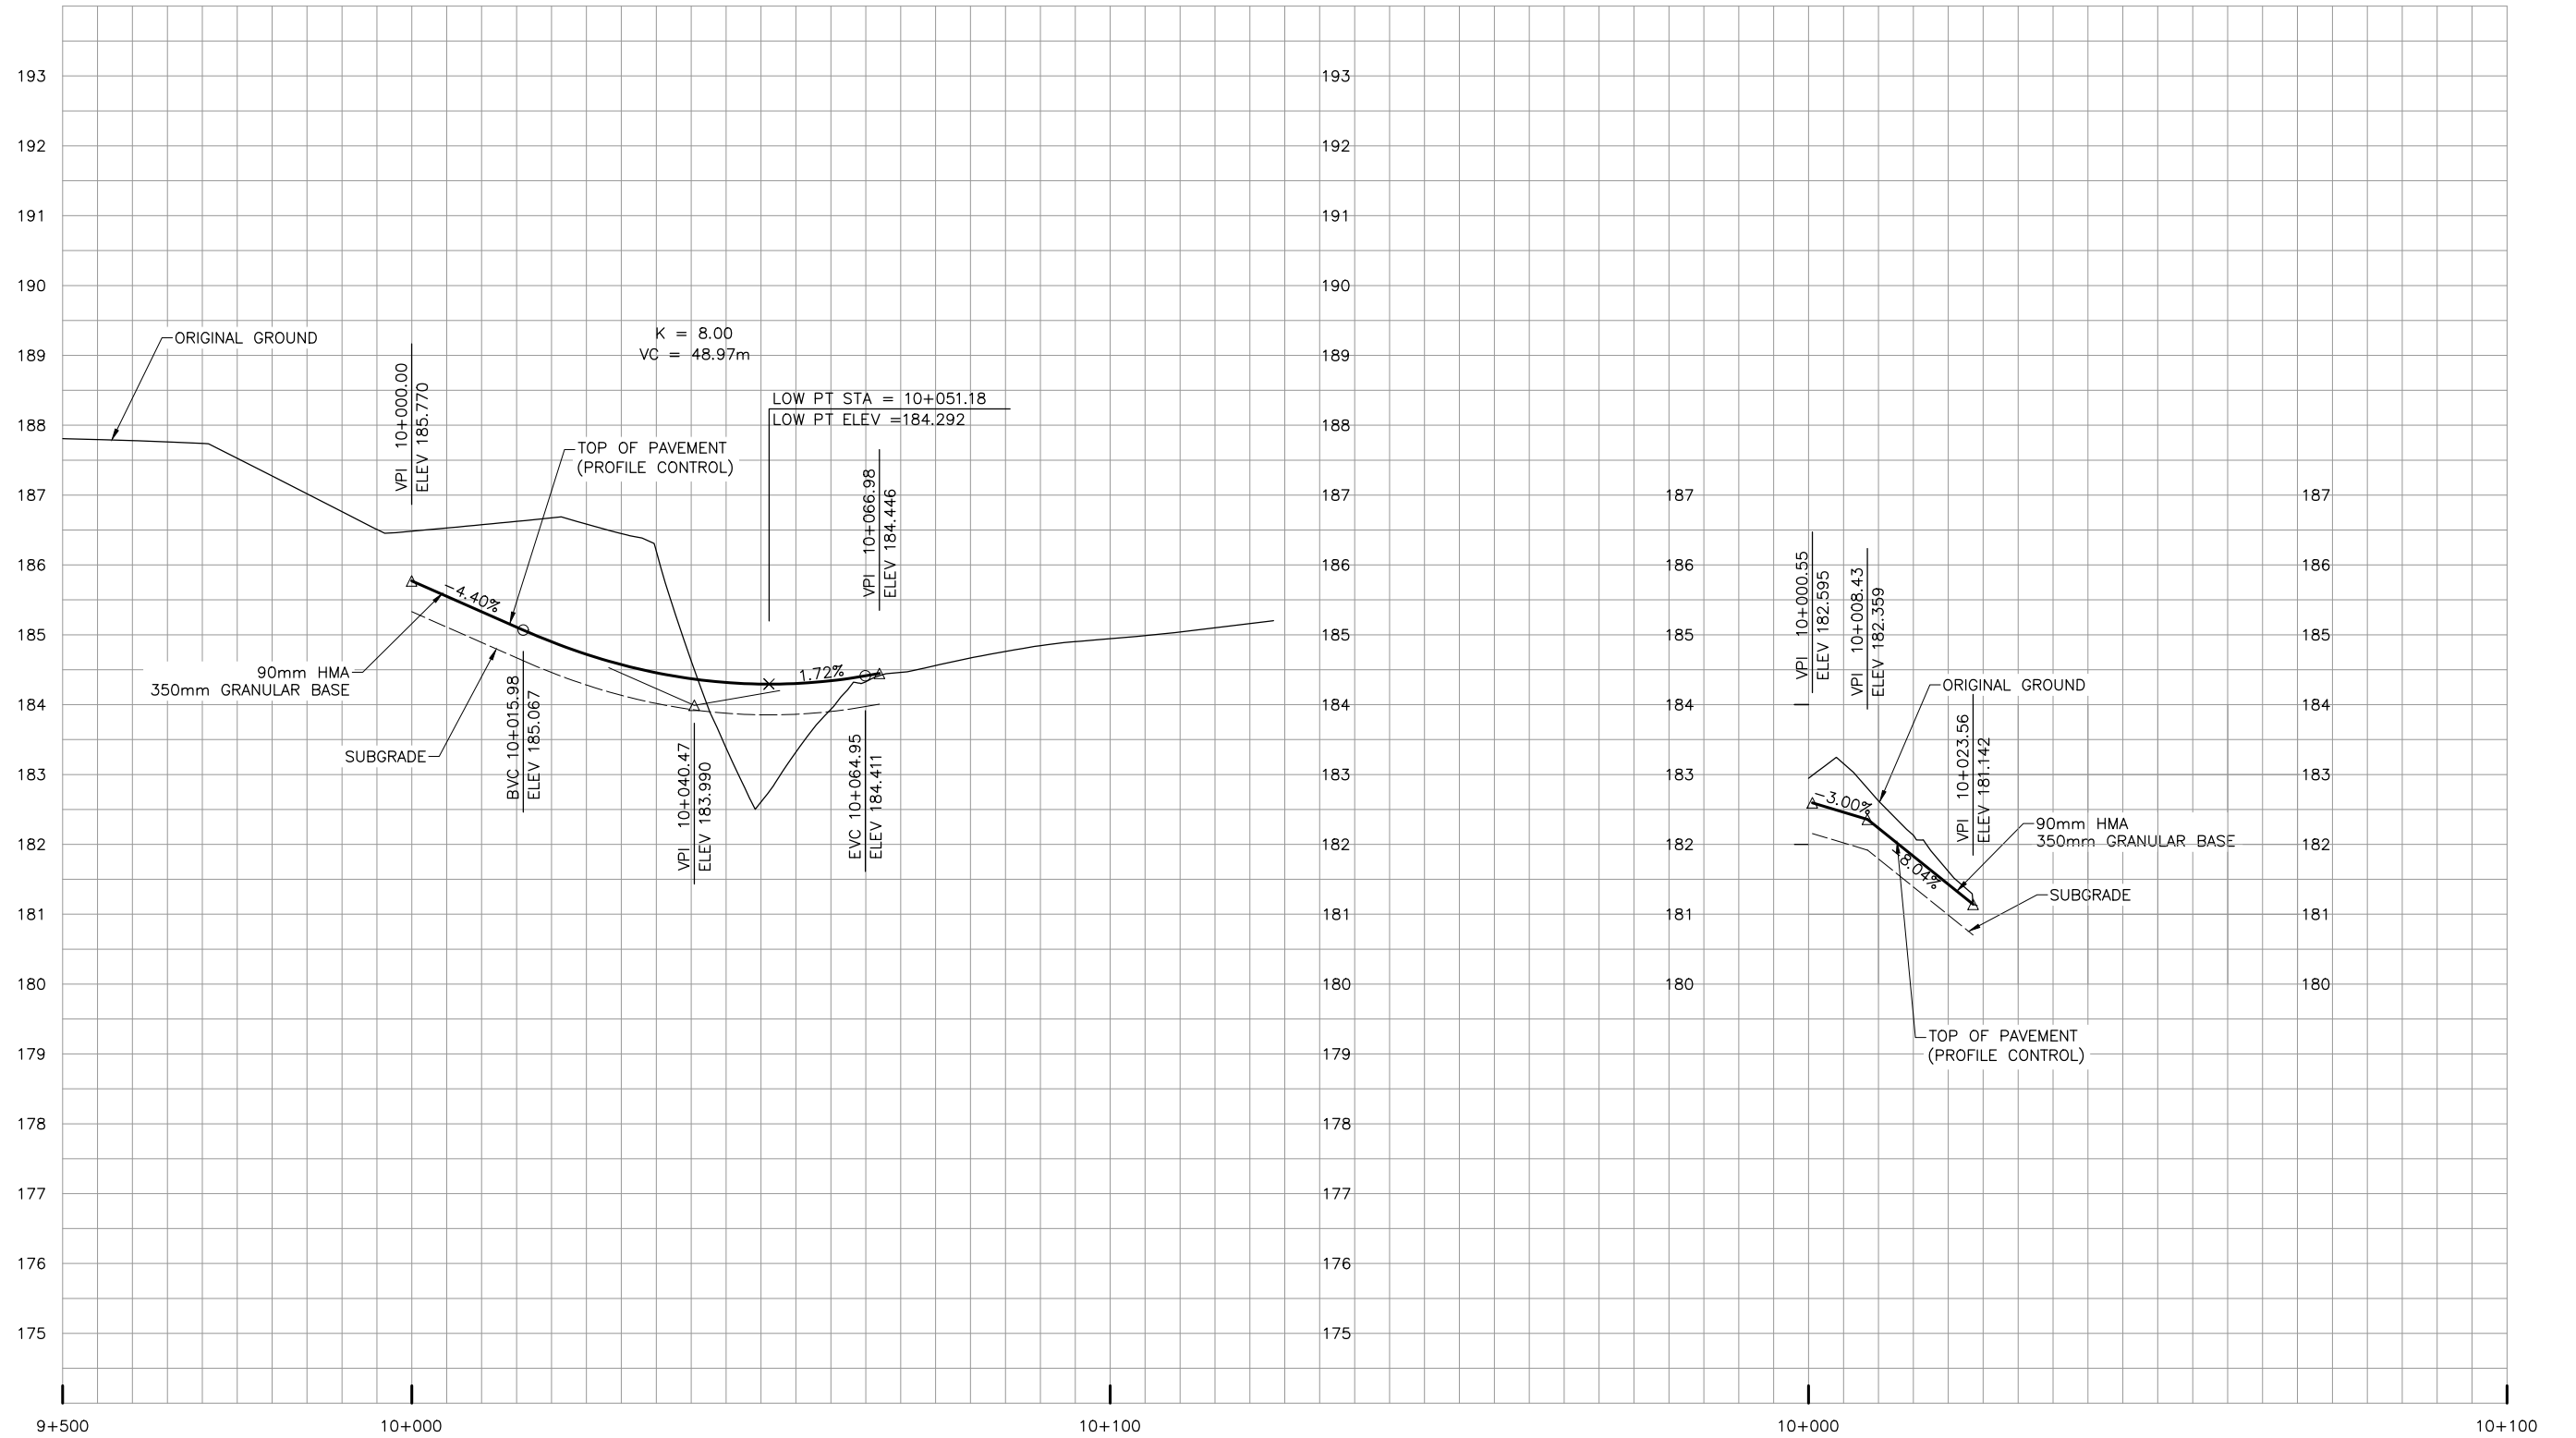 193
193
192
192
191
191
190
190
ORIGINAL GROUND
K = 8.00
VC = 48.97m
189
189
VPI 10+000.00
ELEV 185.770
LOW PT STA = 10+051.18
LOW PT ELEV =184.292
188
188
TOP OF PAVEMENT
(PROFILE CONTROL)
VPI 10+066.98
ELEV 184.446
187
187
187
187
186
186
186
186
VPI 10+000.55
ELEV 182.595
VPI 10+008.43
ELEV 182.359
-4.40%
185
185
185
185
90mm HMA
350mm GRANULAR BASE
1.72%
ORIGINAL GROUND
BVC 10+015.98
ELEV 185.067
184
184
184
184
SUBGRADE
VPI 10+040.47
ELEV 183.990
EVC 10+064.95
ELEV 184.411
VPI 10+023.56
ELEV 181.142
183
183
183
183
-3.00%
90mm HMA
350mm GRANULAR BASE
182
182
182
182
-8.04%
SUBGRADE
181
181
181
181
180
180
180
180
TOP OF PAVEMENT
(PROFILE CONTROL)
179
179
178
178
177
177
176
176
175
175
9+500
10+000
10+100
10+000
10+100